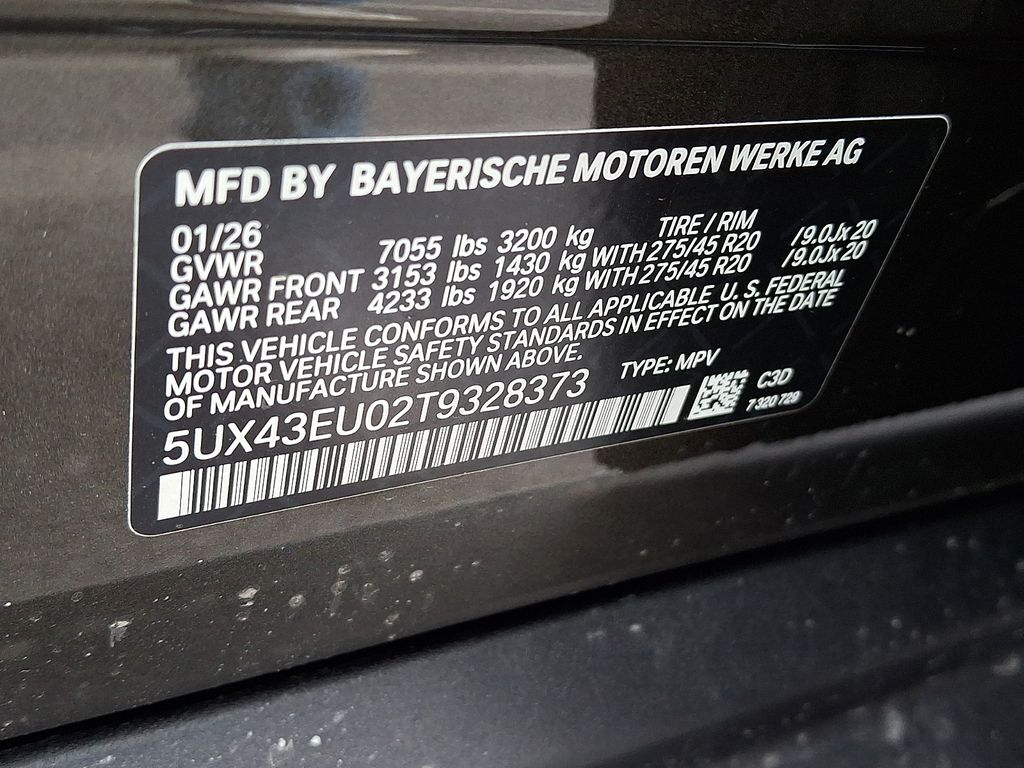 MFD BY BAYERISCHE MOTOREN WERKE AG
01/26 TIRE / RIM
GVWR 7055 lbs 3200 kg
GAWR FRONT 3153 lbs 1430 kg WITH 275/45 R20 /9.0Jx20
GAWR REAR 4233 lbs 1920 kg WITH 275/45 R20 /9.0Jx20
THIS VEHICLE CONFORMS TO ALL APPLICABLE U. S. FEDERAL
MOTOR VEHICLE SAFETY STANDARDS IN EFFECT ON THE DATE
OF MANUFACTURE SHOWN ABOVE.
5UX43EU02T9328373 TYPE: MPV
C3D
7 320 729